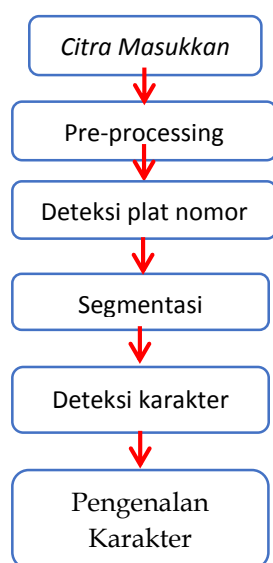 Citra Masukkan
Pre-processing
Deteksi plat nomor
Segmentasi
Deteksi karakter
Pengenalan
Karakter